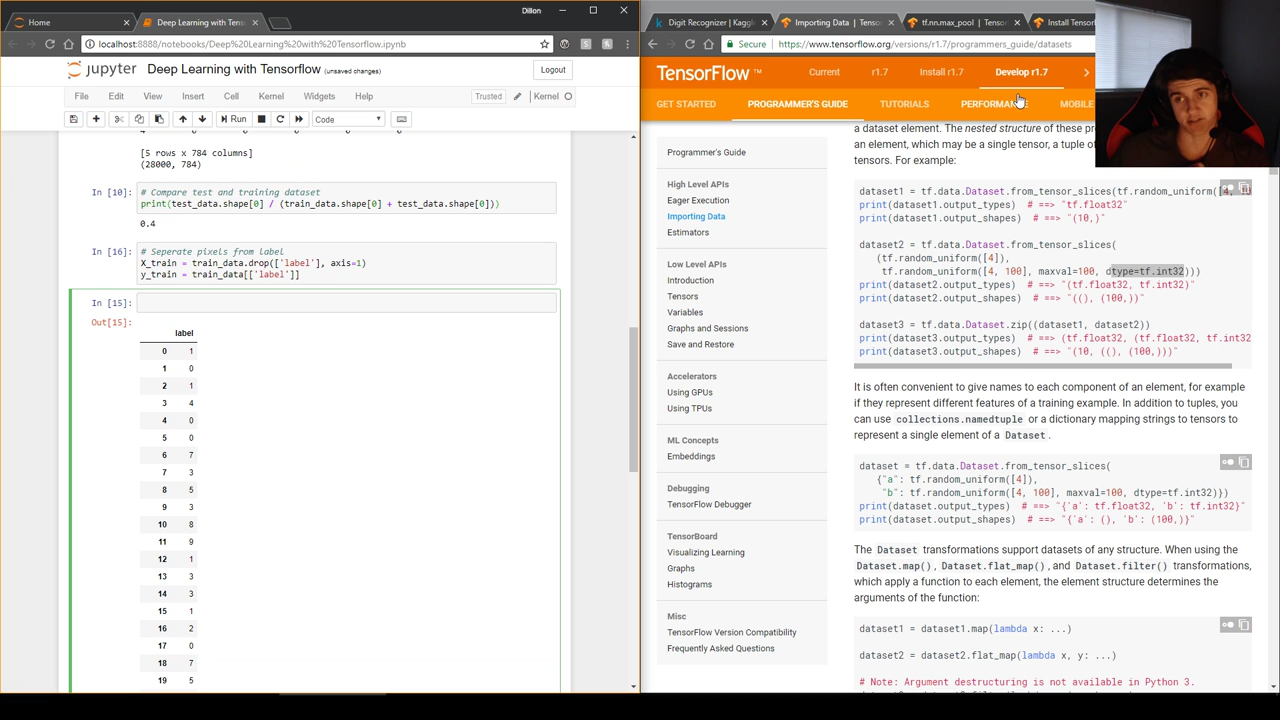 Home
Deep Learning with Tens
Dillon
localhost:8888/notebooks/Deep%20Learning%20with%20Tensorflow.ipynb
jupyter Deep Learning with Tensorflow (unsaved changes)
Logout
File Edit View Insert Cell Kernel Widgets Help
Trusted
Kernel
Run
Code
[5 rows x 784 columns]
(28000, 784)
In [10]: # Compare test and training dataset
print(test_data.shape[0] / (train_data.shape[0] + test_data.shape[0]))
0.4
In [16]: # Seperate pixels from label
X_train = train_data.drop(['label'], axis=1)
y_train = train_data[['label']]
In [15]:
Out[15]:
label
0 1
1 0
2 1
3 4
4 0
5 0
6 7
7 3
8 5
9 3
10 8
11 9
12 1
13 3
14 3
15 1
16 2
17 0
18 7
19 5
Digit Recognizer | Kaggle
Importing Data | Tensor
tf.nn.max_pool | Tensor
Install Tensor
Secure https://www.tensorflow.org/versions/r1.7/programmers_guide/datasets
TensorFlow™
Current r1.7 Install r1.7 Develop r1.7
GET STARTED PROGRAMMER'S GUIDE TUTORIALS PERFORMANCE MOBILE
Programmer's Guide
High Level APIs
Eager Execution
Importing Data
Estimators
Low Level APIs
Introduction
Tensors
Variables
Graphs and Sessions
Save and Restore
Accelerators
Using GPUs
Using TPUs
ML Concepts
Embeddings
Debugging
TensorFlow Debugger
TensorBoard
Visualizing Learning
Graphs
Histograms
Misc
TensorFlow Version Compatibility
Frequently Asked Questions
a dataset element. The nested structure of these
an element, which may be a single tensor, a tuple of
tensors. For example:
dataset1 = tf.data.Dataset.from_tensor_slices(tf.random_uniform([4,
print(dataset1.output_types) # ==> "tf.float32"
print(dataset1.output_shapes) # ==> "(10,)"
dataset2 = tf.data.Dataset.from_tensor_slices(
(tf.random_uniform([4]),
tf.random_uniform([4, 100], maxval=100, dtype=tf.int32)))
print(dataset2.output_types) # ==> "(tf.float32, tf.int32)"
print(dataset2.output_shapes) # ==> "((), (100,))"
dataset3 = tf.data.Dataset.zip((dataset1, dataset2))
print(dataset3.output_types) # ==> (tf.float32, (tf.float32, tf.int32
print(dataset3.output_shapes) # ==> "(10, ((), (100,)))"
It is often convenient to give names to each component of an element, for example
if they represent different features of a training example. In addition to tuples, you
can use collections.namedtuple or a dictionary mapping strings to tensors to
represent a single element of a Dataset.
dataset = tf.data.Dataset.from_tensor_slices(
{"a": tf.random_uniform([4]),
"b": tf.random_uniform([4, 100], maxval=100, dtype=tf.int32)})
print(dataset.output_types) # ==> "{'a': tf.float32, 'b': tf.int32}"
print(dataset.output_shapes) # ==> "{'a': (), 'b': (100,)}"
The Dataset transformations support datasets of any structure. When using the
Dataset.map(), Dataset.flat_map(), and Dataset.filter() transformations,
which apply a function to each element, the element structure determines the
arguments of the function:
dataset1 = dataset1.map(lambda x: ...)
dataset2 = dataset2.flat_map(lambda x, y: ...)
# Note: Argument destructuring is not available in Python 3.